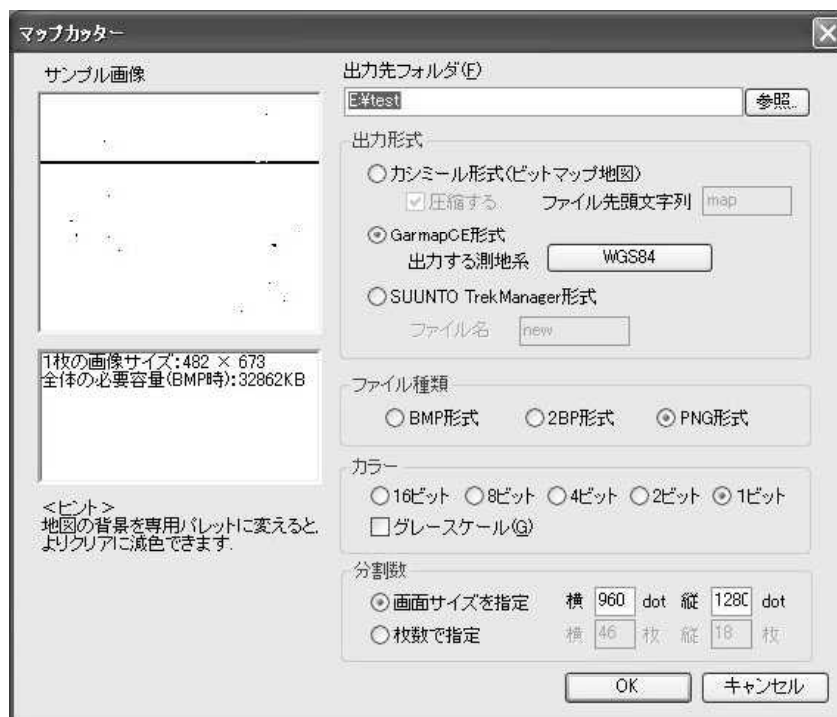 マップカッター
サンプル画像
1枚の画像サイズ:482 × 673
全体の必要容量(BMP時):32862KB
<ヒント>
地図の背景を専用パレットに変えると、
よりクリアに減色できます.
出力先フォルダ(F)
E:¥test
参照...
出力形式
カシミール形式(ビットマップ地図)
圧縮する ファイル先頭文字列 map
GarmapCE形式
出力する測地系 WGS84
SUUNTO TrekManager形式
ファイル名 new
ファイル種類
BMP形式 2BP形式 PNG形式
カラー
16ビット 8ビット 4ビット 2ビット 1ビット
グレースケール(G)
分割数
画面サイズを指定 横 960 dot 縦 1280 dot
枚数で指定 横 46 枚 縦 18 枚
OK キャンセル